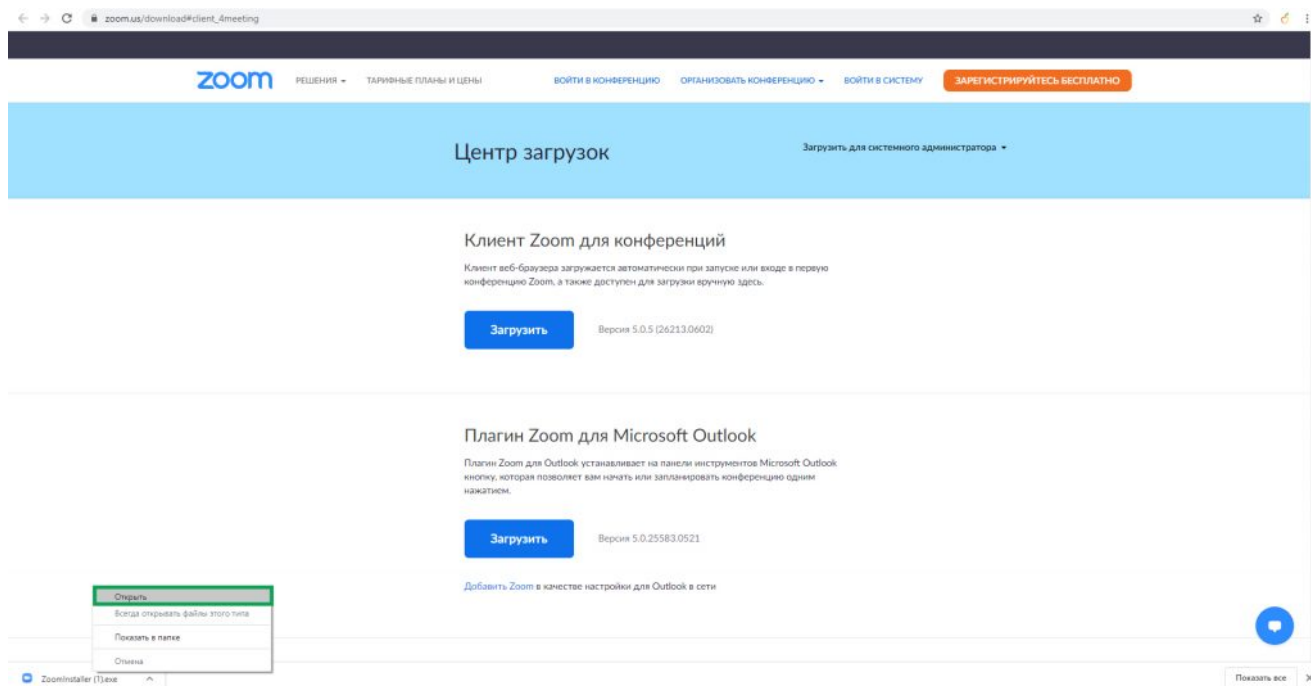 zoom.us/download#client_4meeting
zoom РЕШЕНИЯ ТАРИФНЫЕ ПЛАНЫ И ЦЕНЫ ВОЙТИ В КОНФЕРЕНЦИЮ ОРГАНИЗОВАТЬ КОНФЕРЕНЦИЮ ВОЙТИ В СИСТЕМУ ЗАРЕГИСТРИРУЙТЕСЬ БЕСПЛАТНО
Центр загрузок Загрузить для системного администратора
Клиент Zoom для конференций
Клиент веб-браузера загружается автоматически при запуске или входе в первую
конференцию Zoom, а также доступен для загрузки вручную здесь.
Загрузить Версия 5.0.5 (26213.0602)
Плагин Zoom для Microsoft Outlook
Плагин Zoom для Outlook устанавливает на панели инструментов Microsoft Outlook
кнопку, которая позволяет вам начать или запланировать конференцию одним
нажатием.
Загрузить Версия 5.0.25583.0521
Добавить Zoom в качестве настройки для Outlook в сети
Открыть
Всегда открывать файлы этого типа
Показать в папке
Отмена
ZoomInstaller (1).exe Показать все